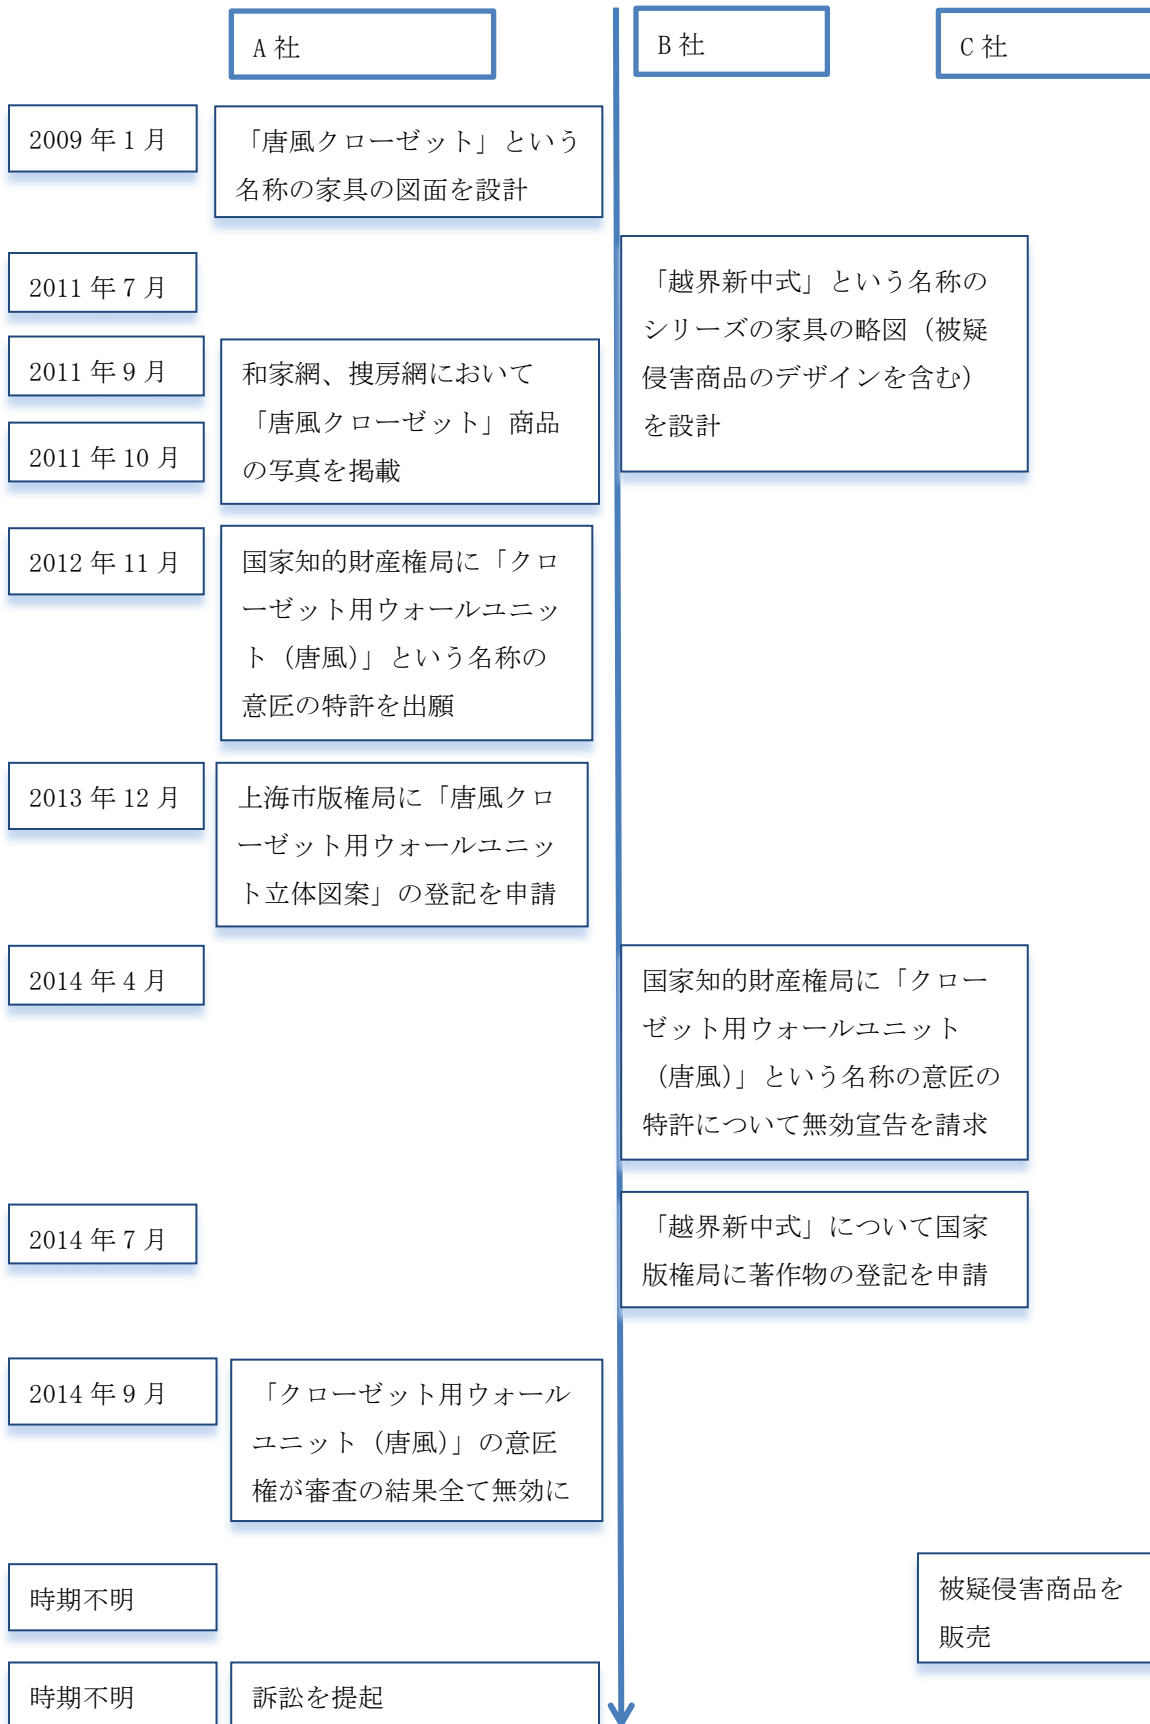 A 社
B 社
C 社
2009 年 1 月
「唐風クローゼット」という
名称の家具の図面を設計
2011 年 7 月
「越界新中式」という名称の
シリーズの家具の略図（被疑
侵害商品のデザインを含む）
を設計
2011 年 9 月
2011 年 10 月
和家網、捜房網において
「唐風クローゼット」商品
の写真を掲載
2012 年 11 月
国家知的財産権局に「クロ
ーゼット用ウォールユニッ
ト（唐風）」という名称の
意匠の特許を出願
2013 年 12 月
上海市版権局に「唐風クロ
ーゼット用ウォールユニッ
ト立体図案」の登記を申請
2014 年 4 月
国家知的財産権局に「クロー
ゼット用ウォールユニット
（唐風）」という名称の意匠の
特許について無効宣告を請求
2014 年 7 月
「越界新中式」について国家
版権局に著作物の登記を申請
2014 年 9 月
「クローゼット用ウォール
ユニット（唐風）」の意匠
権が審査の結果全て無効に
時期不明
被疑侵害商品を
販売
時期不明
訴訟を提起